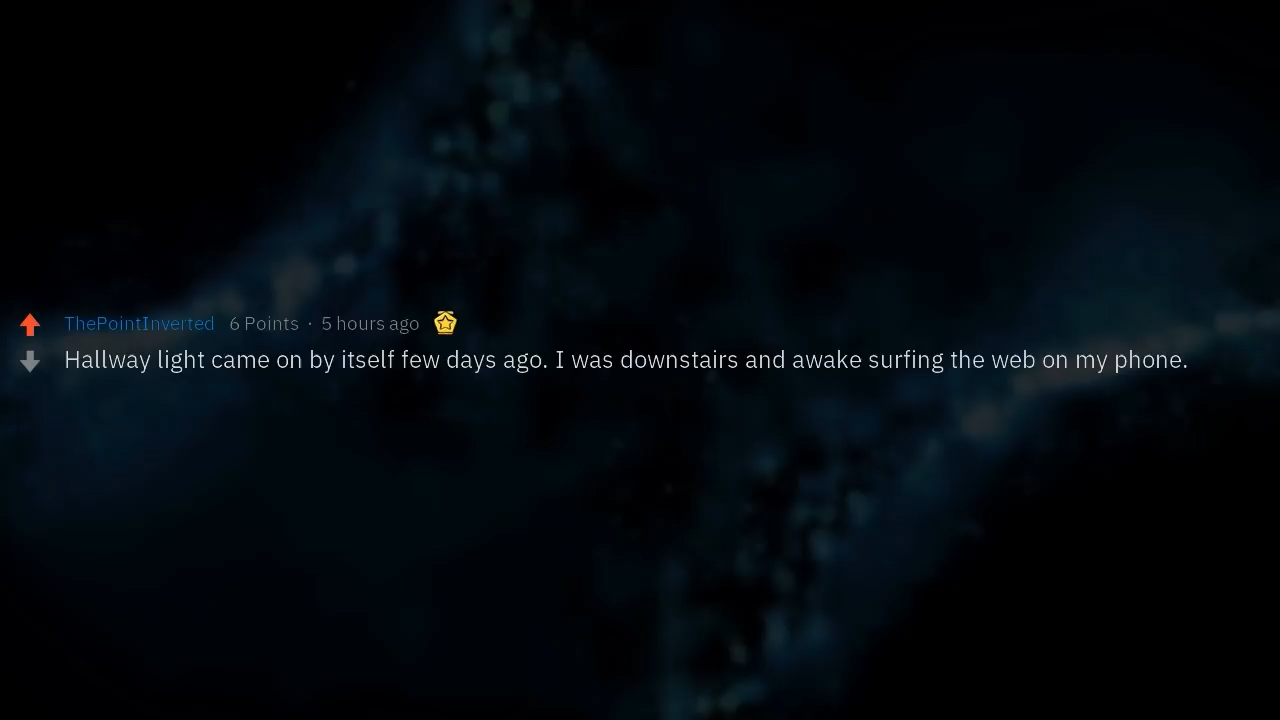 ThePointInverted 6 Points · 5 hours ago
Hallway light came on by itself few days ago. I was downstairs and awake surfing the web on my phone.